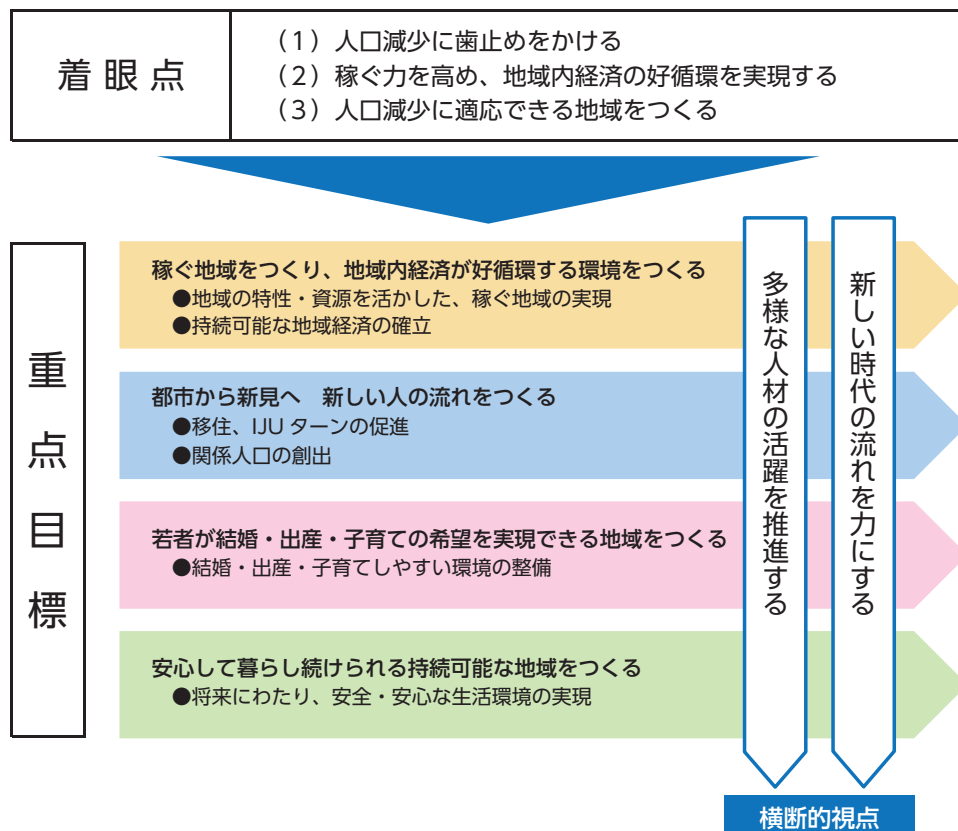 着眼点
（１）人口減少に歯止めをかける
（２）稼ぐ力を高め、地域内経済の好循環を実現する
（３）人口減少に適応できる地域をつくる
重点目標
稼ぐ地域をつくり、地域内経済が好循環する環境をつくる
●地域の特性・資源を活かした、稼ぐ地域の実現
●持続可能な地域経済の確立
都市から新見へ　新しい人の流れをつくる
●移住、IJU ターンの促進
●関係人口の創出
若者が結婚・出産・子育ての希望を実現できる地域をつくる
●結婚・出産・子育てしやすい環境の整備
安心して暮らし続けられる持続可能な地域をつくる
●将来にわたり、安全・安心な生活環境の実現
新しい時代の流れを力にする
多様な人材の活躍を推進する
横断的視点